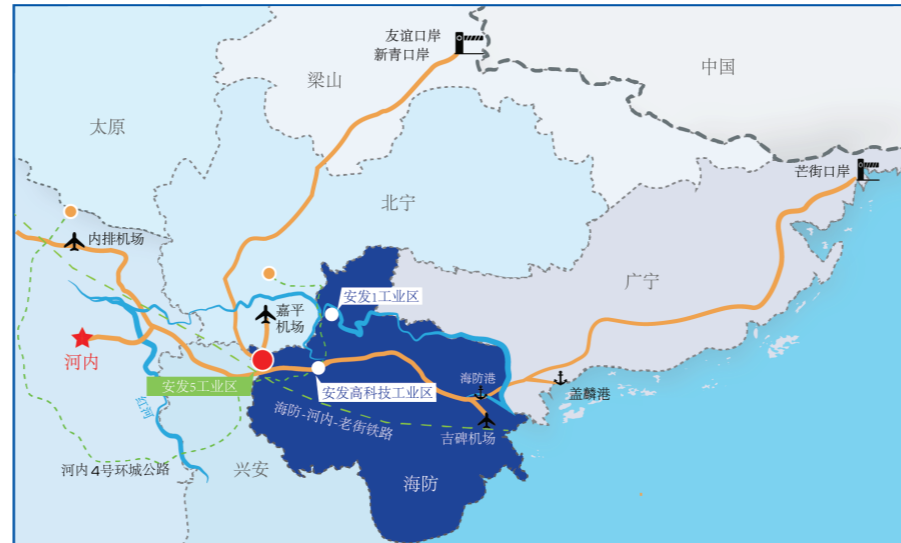 友谊口岸
新青口岸
中国
梁山
太原
芒街口岸
北宁
内排机场
广宁
安发1工业区
嘉平
机场
河内
安发5工业区
安发高科技工业区
海防港
盖麟港
红河
海防-河内-老街铁路
吉碑机场
河内4号环城公路
兴安
海防